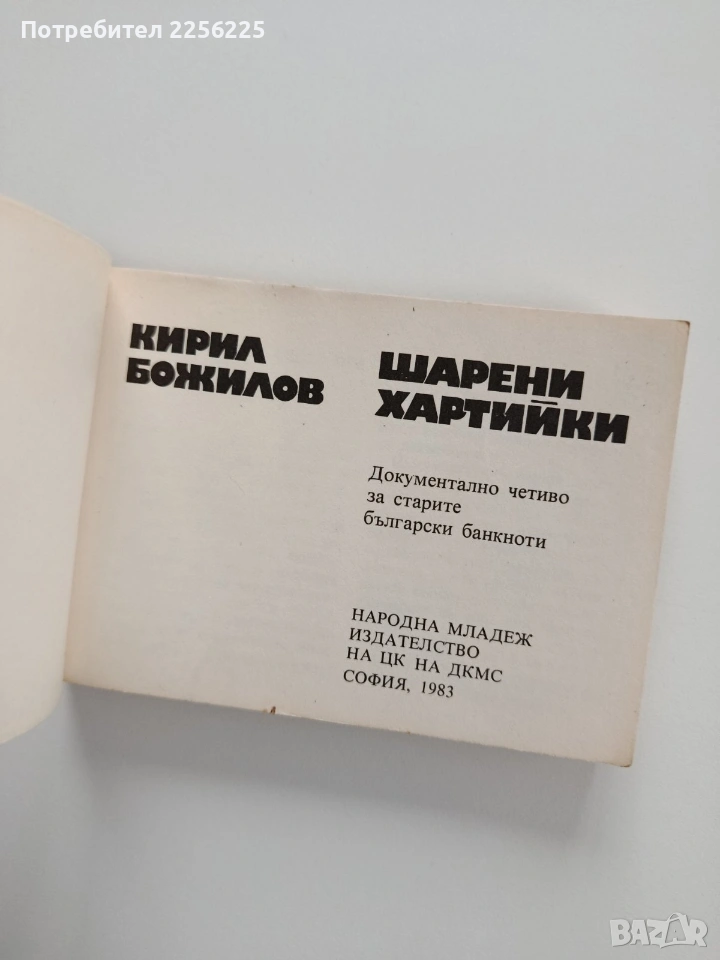 Потребител 2256225
КИРИЛ
БОЖИЛОВ
ШАРЕНИ
ХАРТИЙКИ
Документално четиво
за старите
български банкноти
НАРОДНА МЛАДЕЖ
ИЗДАТЕЛСТВО
НА ЦК НА ДКМС
СОФИЯ, 1983
BAZAR